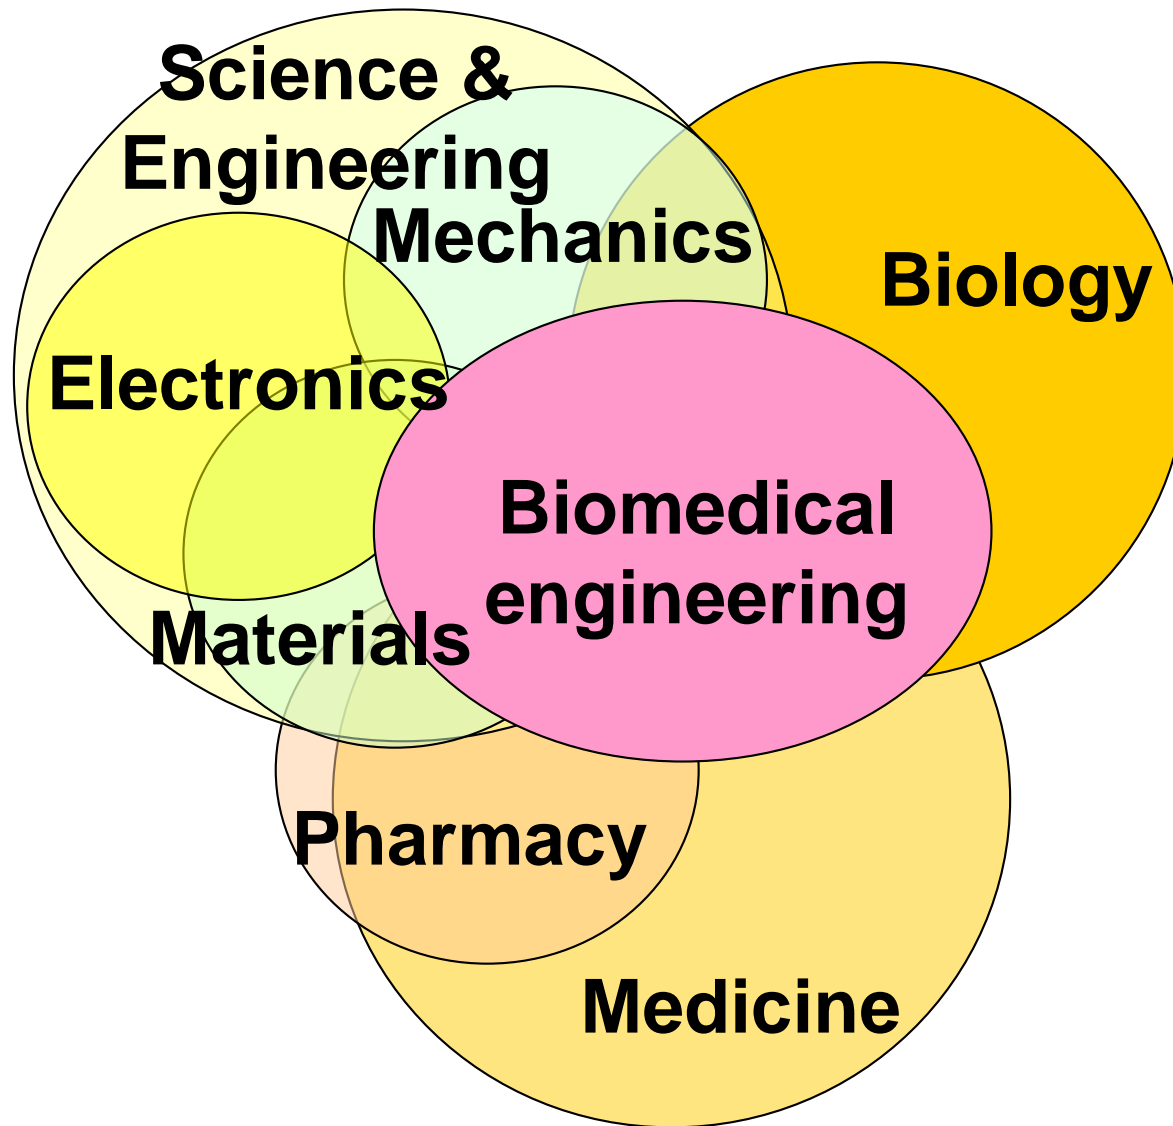 Science &
Engineering
Mechanics
Biology
Electronics
Biomedical
engineering
Materials
Pharmacy
Medicine